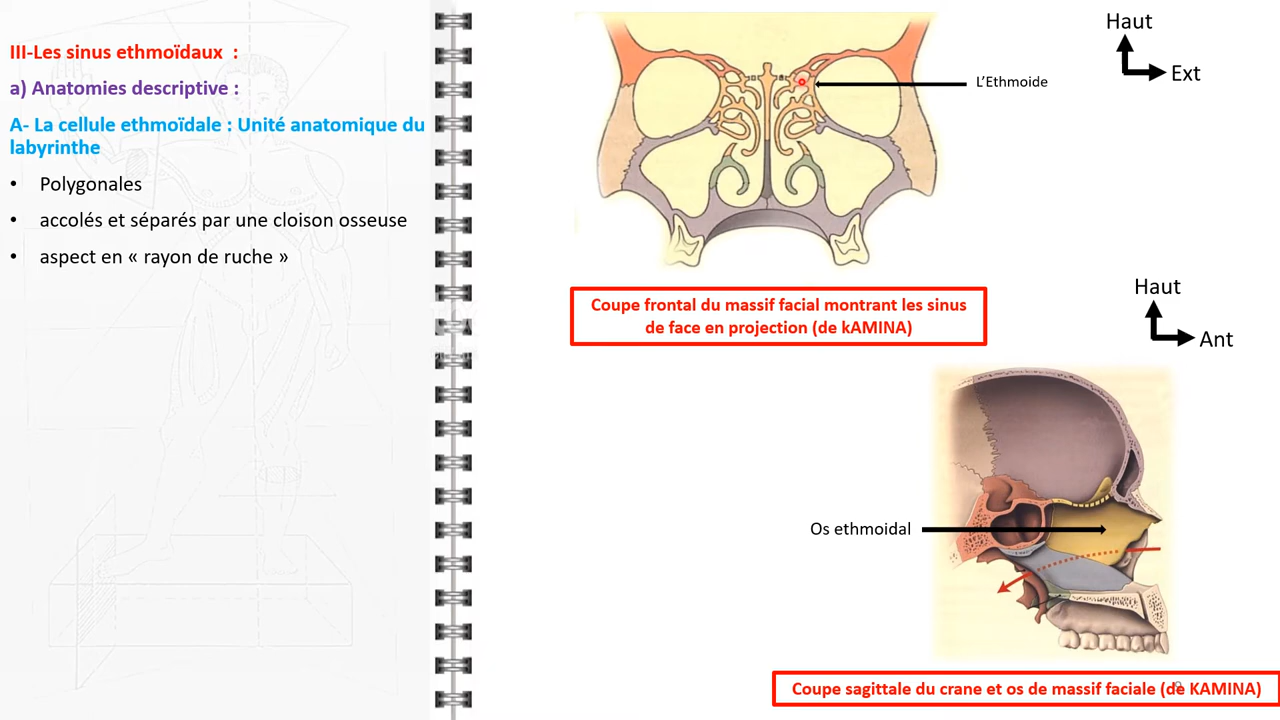 III-Les sinus ethmoïdaux :
a) Anatomies descriptive :
A- La cellule ethmoïdale : Unité anatomique du
labyrinthe
• Polygonales
• accolés et séparés par une cloison osseuse
• aspect en « rayon de ruche »
Haut
Ext
L'Ethmoide
Coupe frontal du massif facial montrant les sinus
de face en projection (de kAMINA)
Haut
Ant
Os ethmoidal
Coupe sagittale du crane et os de massif faciale (de KAMINA)